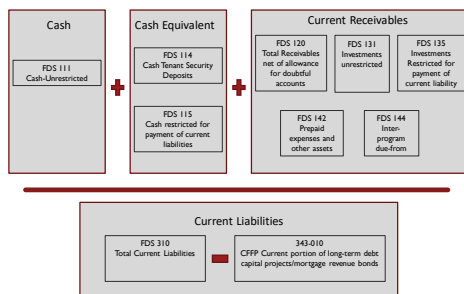 Cash
FDS 111
Cash-Unrestricted
Cash Equivalent
FDS 114
Cash Tenant Security
Deposits
FDS 115
Cash restricted for
payment of current
liabilities
Current Receivables
FDS 120
Total Receivables
net of allowance
for doubtful
accounts
FDS 131
Investments
unrestricted
FDS 135
Investments
Restricted for
payment of
current liability
FDS 142
Prepaid
expenses and
other assets
FDS 144
Inter-
program
due-from
Current Liabilities
FDS 310
Total Current Liabilities
343-010
CFFP Current portion of long-term debt
capital projects/mortgage revenue bonds